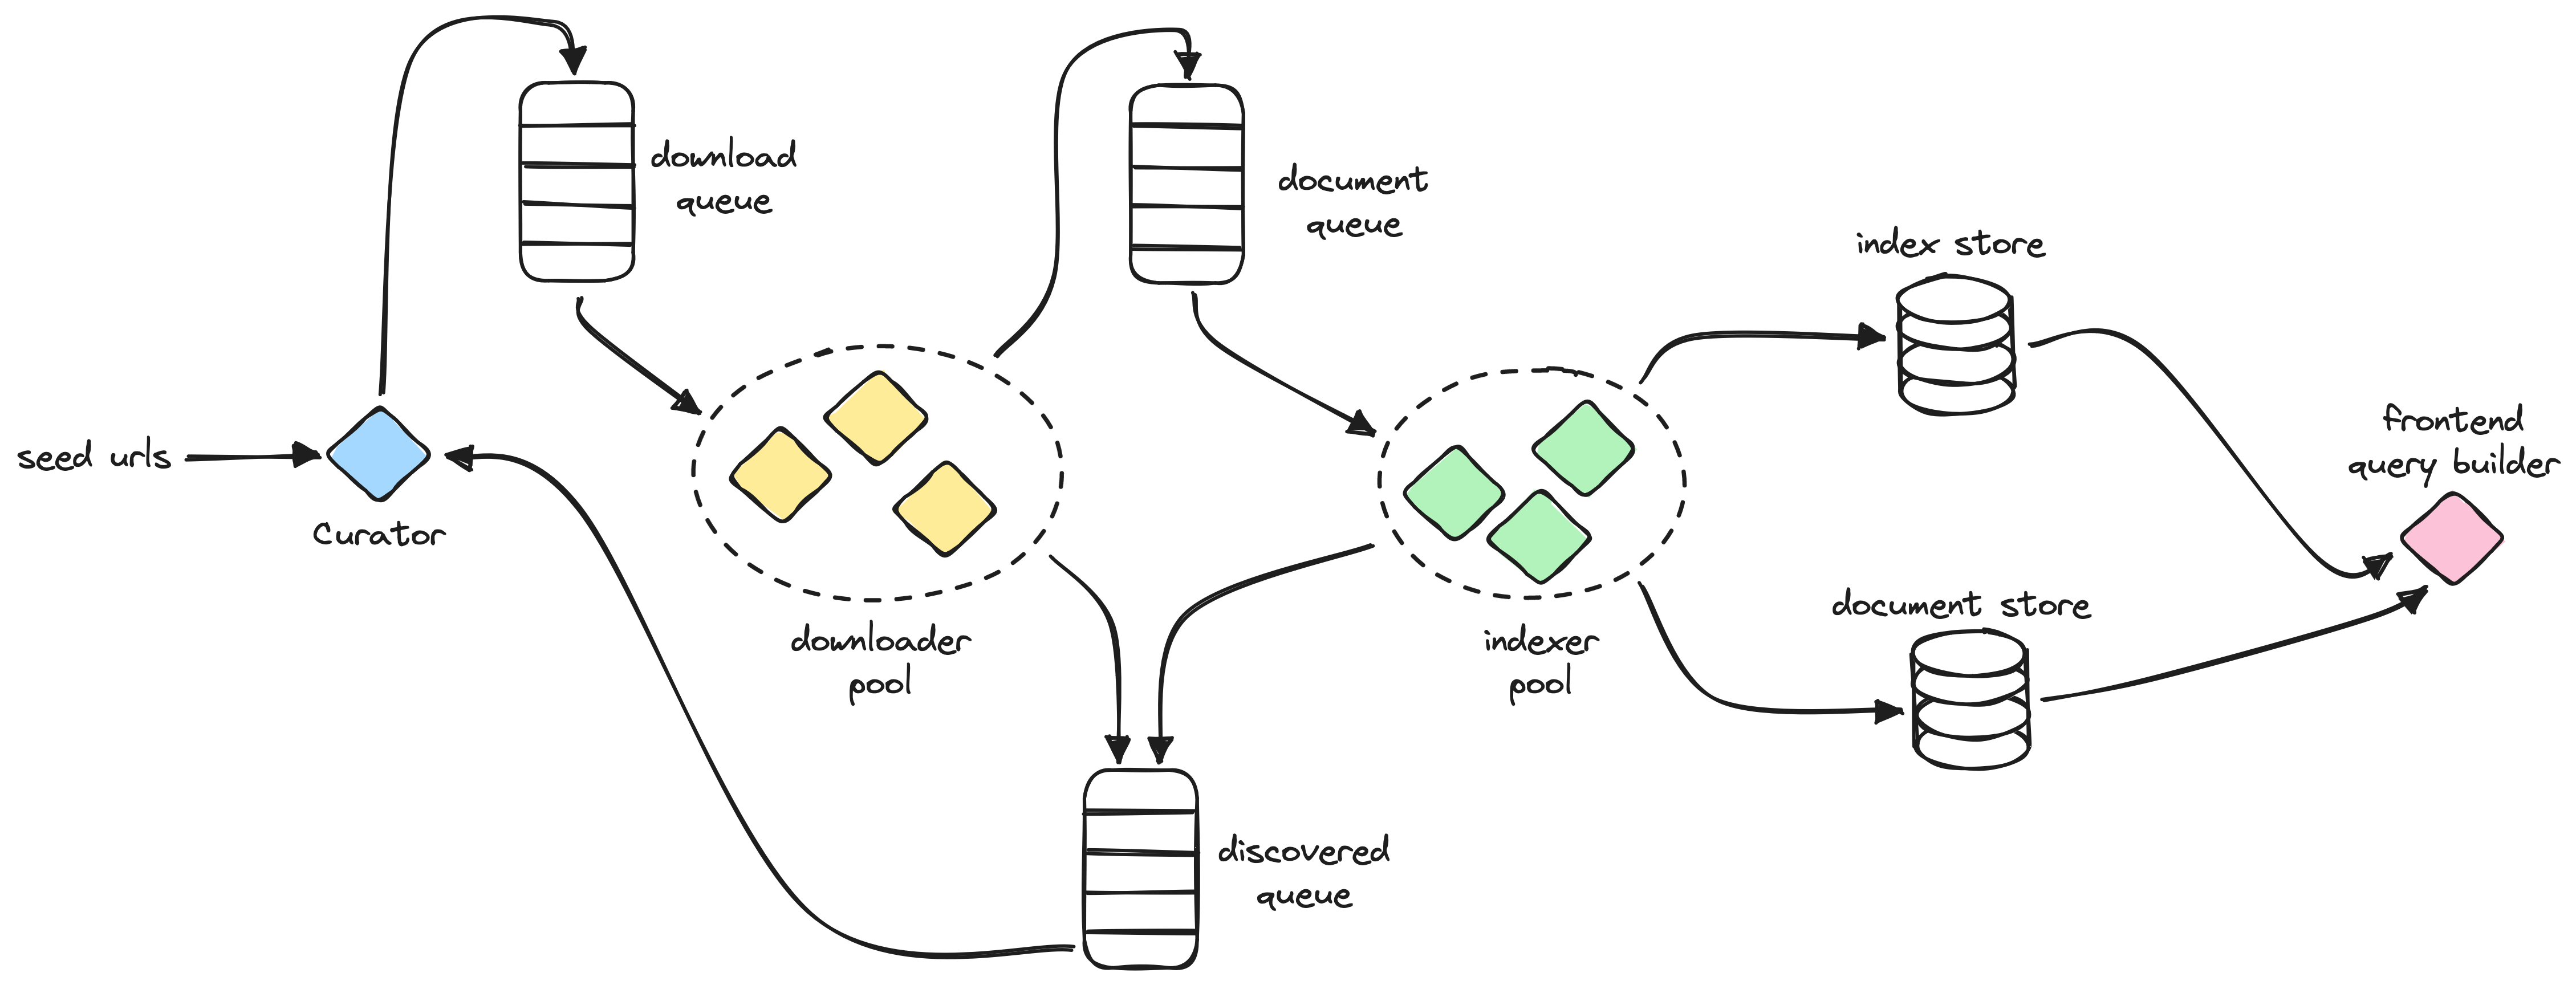 download
queue
document
queue
index store
frontend
query builder
seed urls
Curator
document store
downloader
pool
indexer
pool
discovered
queue